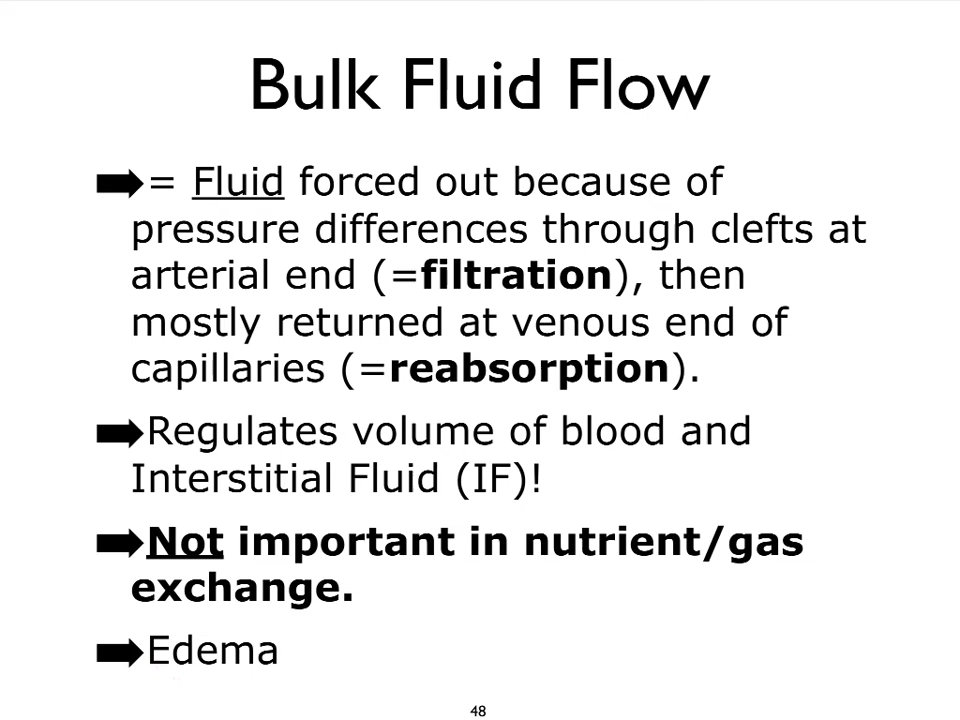 Bulk Fluid Flow
= Fluid forced out because of
pressure differences through clefts at
arterial end (=filtration), then
mostly returned at venous end of
capillaries (=reabsorption).
Regulates volume of blood and
Interstitial Fluid (IF)!
Not important in nutrient/gas
exchange.
Edema
48